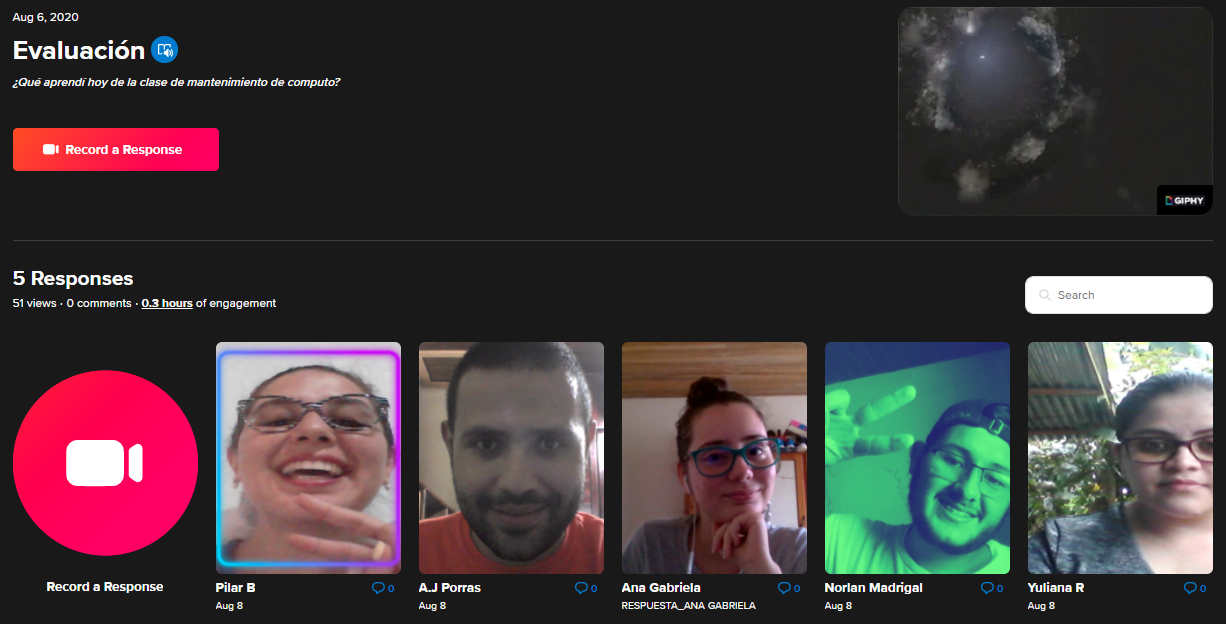 Aug 6, 2020
Evaluación
¿Qué aprendí hoy de la clase de mantenimiento de computo?
Record a Response
GIPHY
5 Responses
51 views · 0 comments · 0.3 hours of engagement
Search
Record a Response
Pilar B 0
Aug 8
A.J Porras 0
Aug 8
Ana Gabriela 0
RESPUESTA_ANA GABRIELA
Norlan Madrigal 0
Aug 8
Yuliana R 0
Aug 8